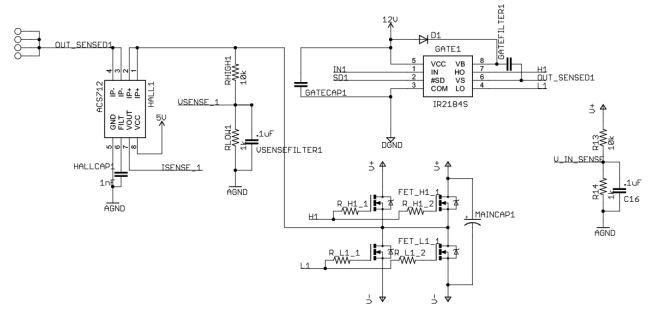 12V
D1
GATEFILTER1
GATE1
5 VCC VB 8
1 IN HO 7
2 #SD VS 6
3 COM LO 4
IR2184S
IN1
SD1
H1
OUT_SENSED1
L1
GATECAP1
DGND
OUT_SENSED1
4 3 2 1
IP- IP- IP+ IP+
ACS712
HALL1
GND FILT VOUT VCC
5 6 7 8
5V
HALLCAP1
1nF
ISENSE_1
AGND
RHIGH1
10k
VSENSE_1
RLOW1
1k
.1uF
VSENSEFILTER1
AGND
V+
V+
FET_H1_1
R_H1_1
R_H1_2
H1
MAINCAP1
FET_L1_1
R_L1_1
R_L1_2
L1
V-
V-
V+
R13
10k
V_IN_SENSE
R14
1k
.1uF
C16
AGND